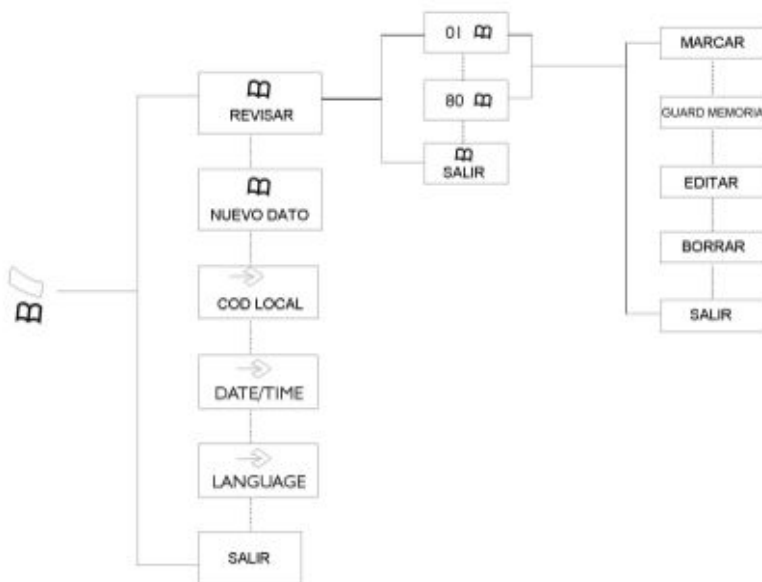 REVISAR
NUEVO DATO
COD LOCAL
DATE/TIME
LANGUAGE
SALIR
01
80
SALIR
MARCAR
GUARD MEMORIA
EDITAR
BORRAR
SALIR